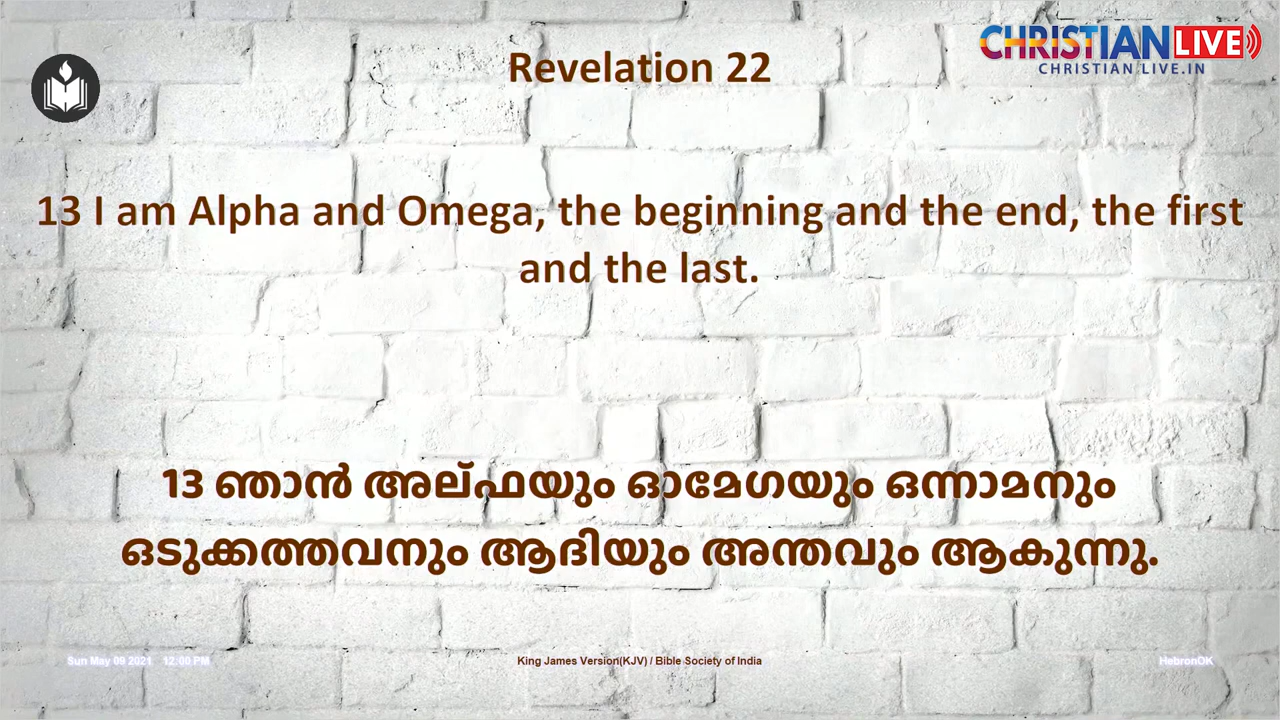 CHRISTIAN LIVE
CHRISTIAN LIVE.IN
Revelation 22
13 I am Alpha and Omega, the beginning and the end, the first
and the last.
13 ഞാൻ അല്ഫയും ഓമേഗയും ഒന്നാമനും
ഒടുക്കത്തവനും ആദിയും അന്തവും ആകുന്നു.
Sun May 09 2021 12:00 PM
King James Version(KJV) / Bible Society of India
HebronOK